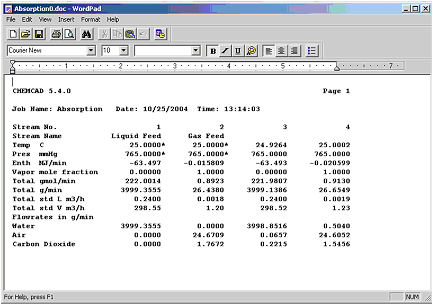 Absorption0.doc - WordPad
File Edit View Insert Format Help
Courier New 10 B I U
1 2 3 4 5 6 7
CHEMCAD 5.4.0 Page 1
Job Name: Absorption Date: 10/25/2004 Time: 13:14:03
Stream No. 1 2 3 4
Stream Name Liquid Feed Gas Feed
Temp C 25.0000* 25.0000* 24.9264 25.0002
Pres mmHg 765.0000* 765.0000* 765.0000 765.0000
Enth MJ/min -63.497 -0.015809 -63.493 -0.020599
Vapor mole fraction 0.00000 1.0000 0.00000 1.0000
Total gmol/min 222.0014 0.8923 221.9807 0.9130
Total g/min 3999.3555 26.4380 3999.1386 26.6549
Total std L m3/h 0.2400 0.0018 0.2400 0.0019
Total std V m3/h 298.55 1.20 298.52 1.23
Flowrates in g/min
Water 3999.3555 0.0000 3998.8516 0.5040
Air 0.0000 24.6709 0.0657 24.6052
Carbon Dioxide 0.0000 1.7672 0.2215 1.5456
For Help, press F1 NUM